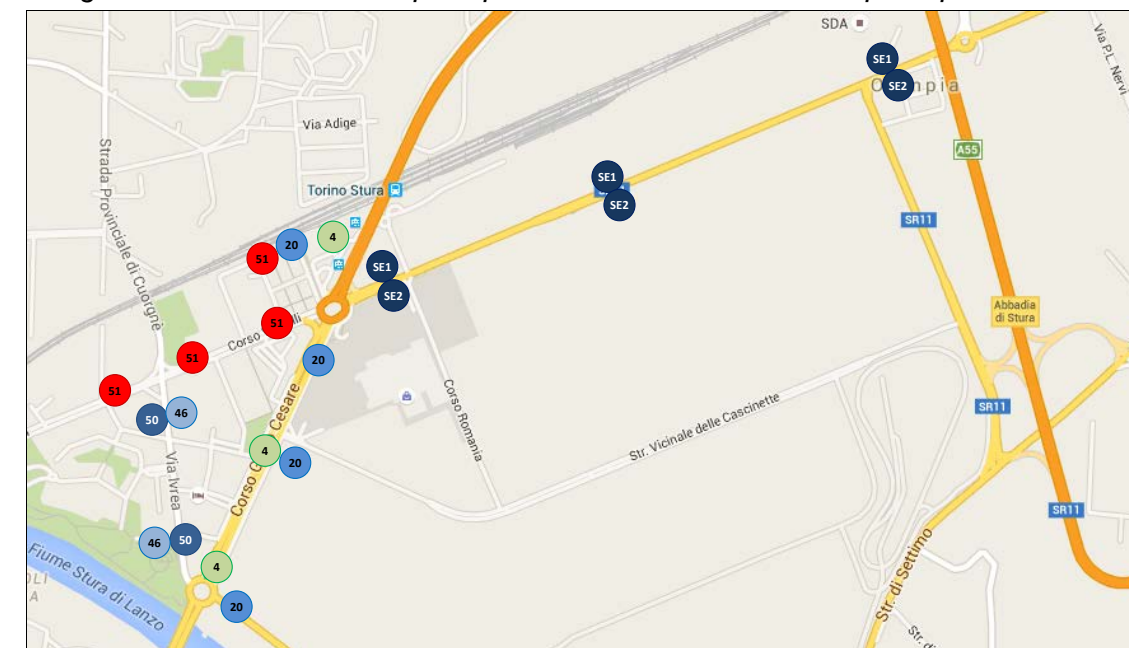 SDA
Via P.L. Nervi
SE1
SE2
Via Adige
A55
Strada Provinciale di Cuorgnè
Torino Stura
SE1
SE2
SR11
4
20
51
SE1
SE2
Abbadia
di Stura
51
Corso
51
20
51
Corso Romania
Cesare
Str. Vicinale delle Cascinette
SR11
46
50
4
20
Via Ivrea
Corso G
SR11
50
46
4
Fiume Stura di Lanzo
Str. di Settimo
20